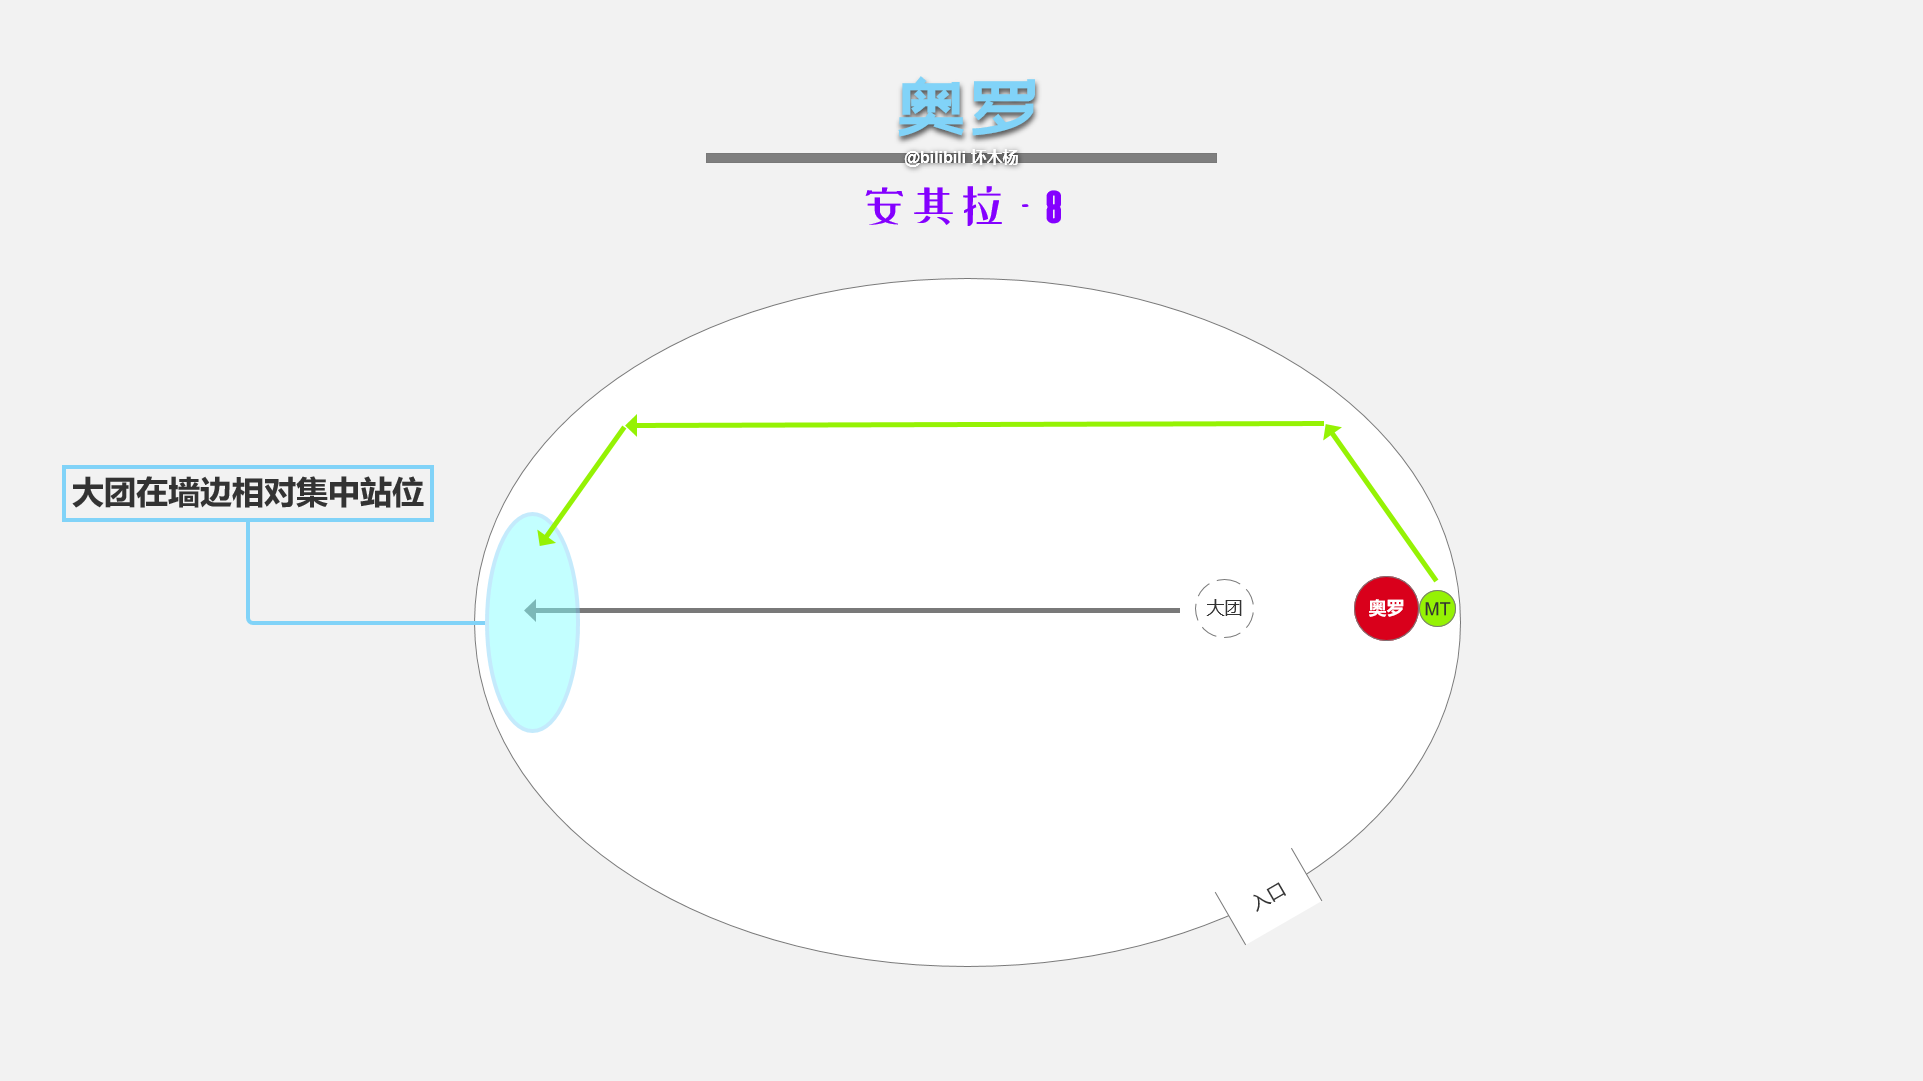 奥罗
@bilibili 坏木杨
安其拉 - 8
大团在墙边相对集中站位
大团
奥罗
MT
入口